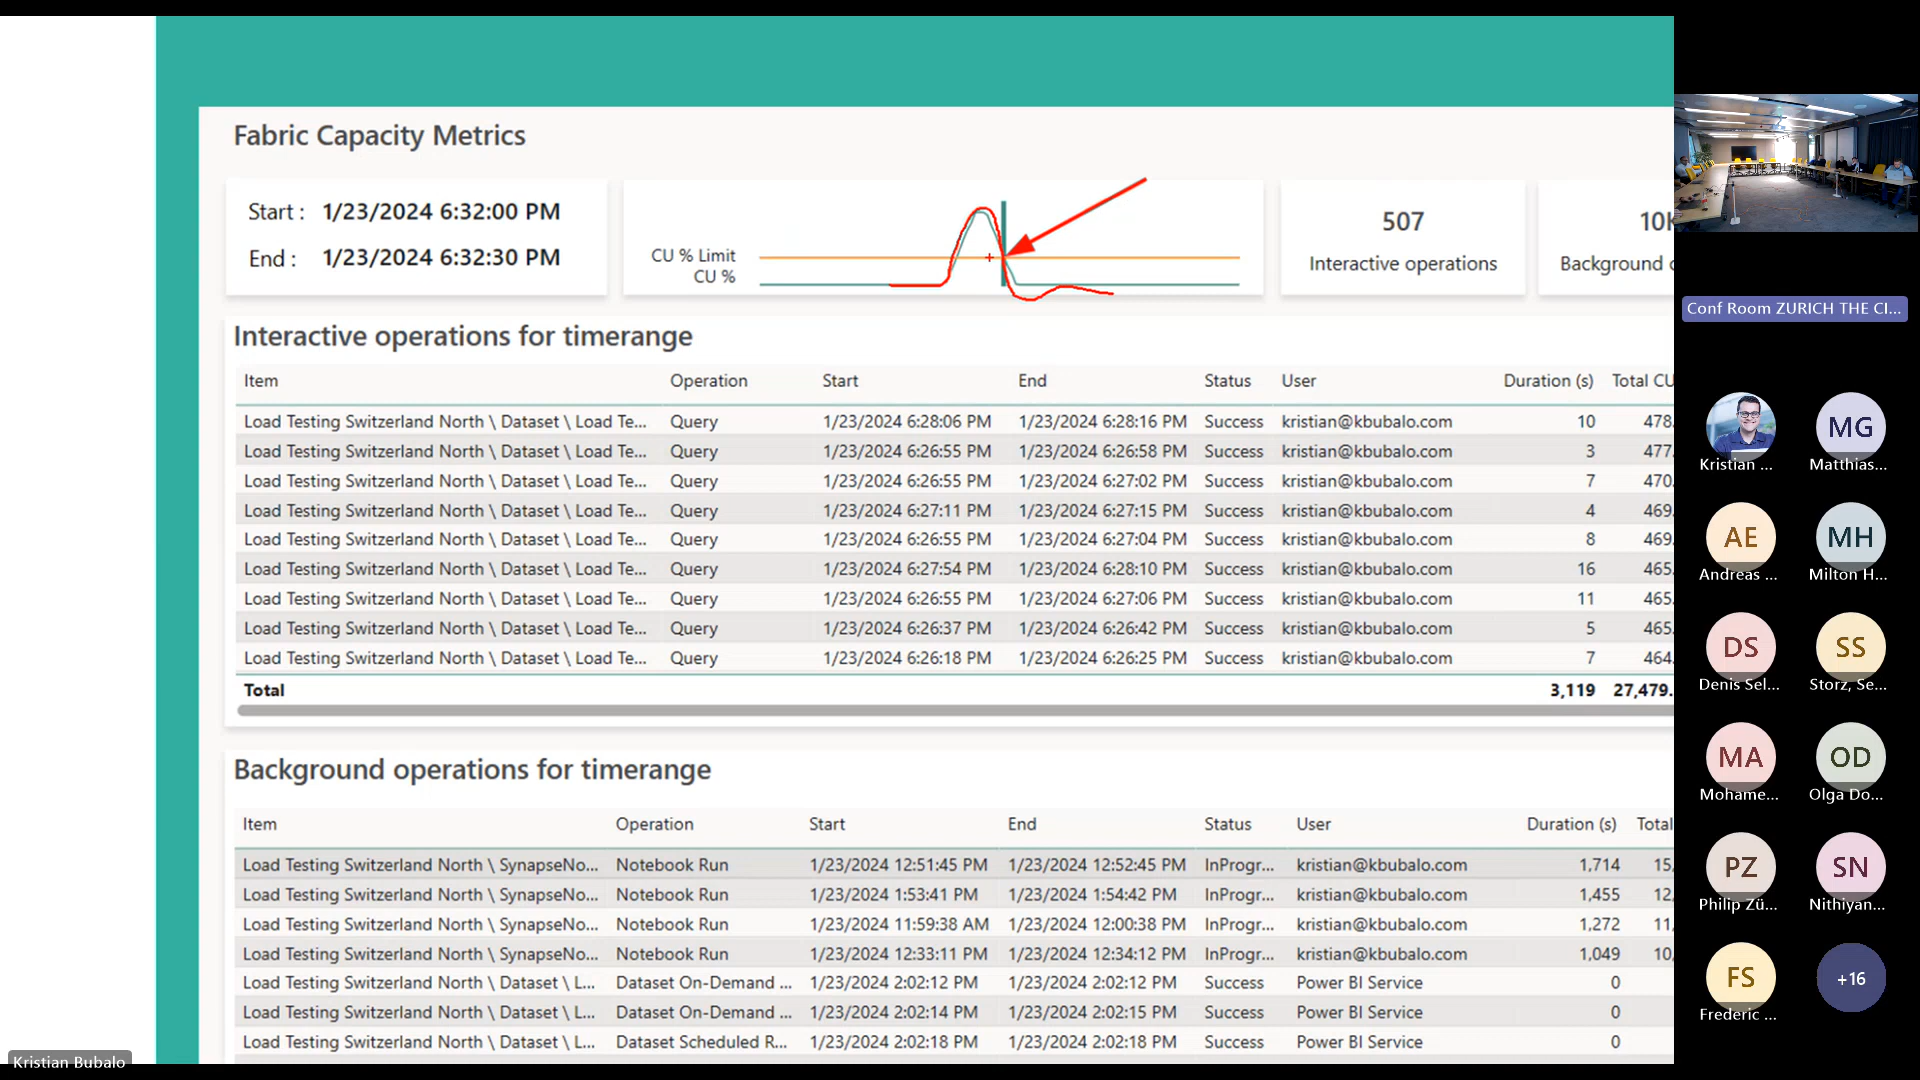 Fabric Capacity Metrics
Start : 1/23/2024 6:32:00 PM
End : 1/23/2024 6:32:30 PM
CU % Limit
CU %
507
Interactive operations
10K
Background
Interactive operations for timerange
Item Operation Start End Status User Duration (s) Total CU
Load Testing Switzerland North \ Dataset \ Load Te... Query 1/23/2024 6:28:06 PM 1/23/2024 6:28:16 PM Success kristian@kbubalo.com 10 478.
Load Testing Switzerland North \ Dataset \ Load Te... Query 1/23/2024 6:26:55 PM 1/23/2024 6:26:58 PM Success kristian@kbubalo.com 3 477.
Load Testing Switzerland North \ Dataset \ Load Te... Query 1/23/2024 6:26:55 PM 1/23/2024 6:27:02 PM Success kristian@kbubalo.com 7 470.
Load Testing Switzerland North \ Dataset \ Load Te... Query 1/23/2024 6:27:11 PM 1/23/2024 6:27:15 PM Success kristian@kbubalo.com 4 469.
Load Testing Switzerland North \ Dataset \ Load Te... Query 1/23/2024 6:26:55 PM 1/23/2024 6:27:04 PM Success kristian@kbubalo.com 8 469.
Load Testing Switzerland North \ Dataset \ Load Te... Query 1/23/2024 6:27:54 PM 1/23/2024 6:28:10 PM Success kristian@kbubalo.com 16 465.
Load Testing Switzerland North \ Dataset \ Load Te... Query 1/23/2024 6:26:55 PM 1/23/2024 6:27:06 PM Success kristian@kbubalo.com 11 465.
Load Testing Switzerland North \ Dataset \ Load Te... Query 1/23/2024 6:26:37 PM 1/23/2024 6:26:42 PM Success kristian@kbubalo.com 5 465.
Load Testing Switzerland North \ Dataset \ Load Te... Query 1/23/2024 6:26:18 PM 1/23/2024 6:26:25 PM Success kristian@kbubalo.com 7 464.
Total 3,119 27,479.
Background operations for timerange
Item Operation Start End Status User Duration (s) Total
Load Testing Switzerland North \ SynapseNo... Notebook Run 1/23/2024 12:51:45 PM 1/23/2024 12:52:45 PM InProgr... kristian@kbubalo.com 1,714 15,
Load Testing Switzerland North \ SynapseNo... Notebook Run 1/23/2024 1:53:41 PM 1/23/2024 1:54:42 PM InProgr... kristian@kbubalo.com 1,455 12,
Load Testing Switzerland North \ SynapseNo... Notebook Run 1/23/2024 11:59:38 AM 1/23/2024 12:00:38 PM InProgr... kristian@kbubalo.com 1,272 11,
Load Testing Switzerland North \ SynapseNo... Notebook Run 1/23/2024 12:33:11 PM 1/23/2024 12:34:12 PM InProgr... kristian@kbubalo.com 1,049 10,
Load Testing Switzerland North \ Dataset \ L... Dataset On-Demand ... 1/23/2024 2:02:12 PM 1/23/2024 2:02:12 PM Success Power BI Service 0
Load Testing Switzerland North \ Dataset \ L... Dataset On-Demand ... 1/23/2024 2:02:14 PM 1/23/2024 2:02:15 PM Success Power BI Service 0
Load Testing Switzerland North \ Dataset \ L... Dataset Scheduled R... 1/23/2024 2:02:18 PM 1/23/2024 2:02:18 PM Success Power BI Service 0
Kristian Bubalo
Conf Room ZURICH THE CI...
MG
Kristian ... Matthias...
AE MH
Andreas ... Milton H...
DS SS
Denis Sel... Storz, Se...
MA OD
Mohame... Olga Do...
PZ SN
Philip Zü... Nithiyan...
FS +16
Frederic ...